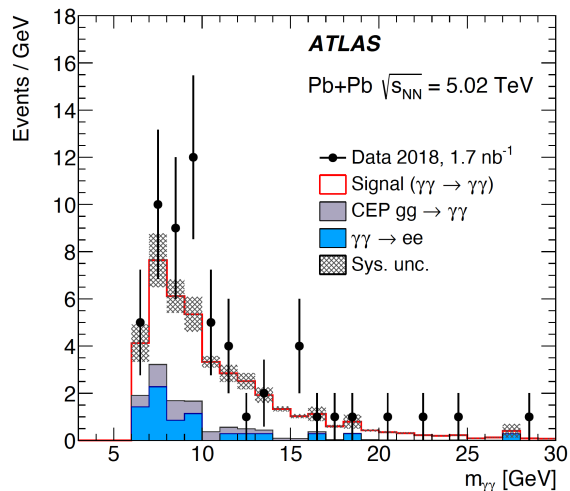 ATLAS
Pb+Pb √s_NN = 5.02 TeV
Data 2018, 1.7 nb⁻¹
Signal (γγ → γγ)
CEP gg → γγ
γγ → ee
Sys. unc.
Events / GeV
18
16
14
12
10
8
6
4
2
0
5 10 15 20 25 30
m_γγ [GeV]